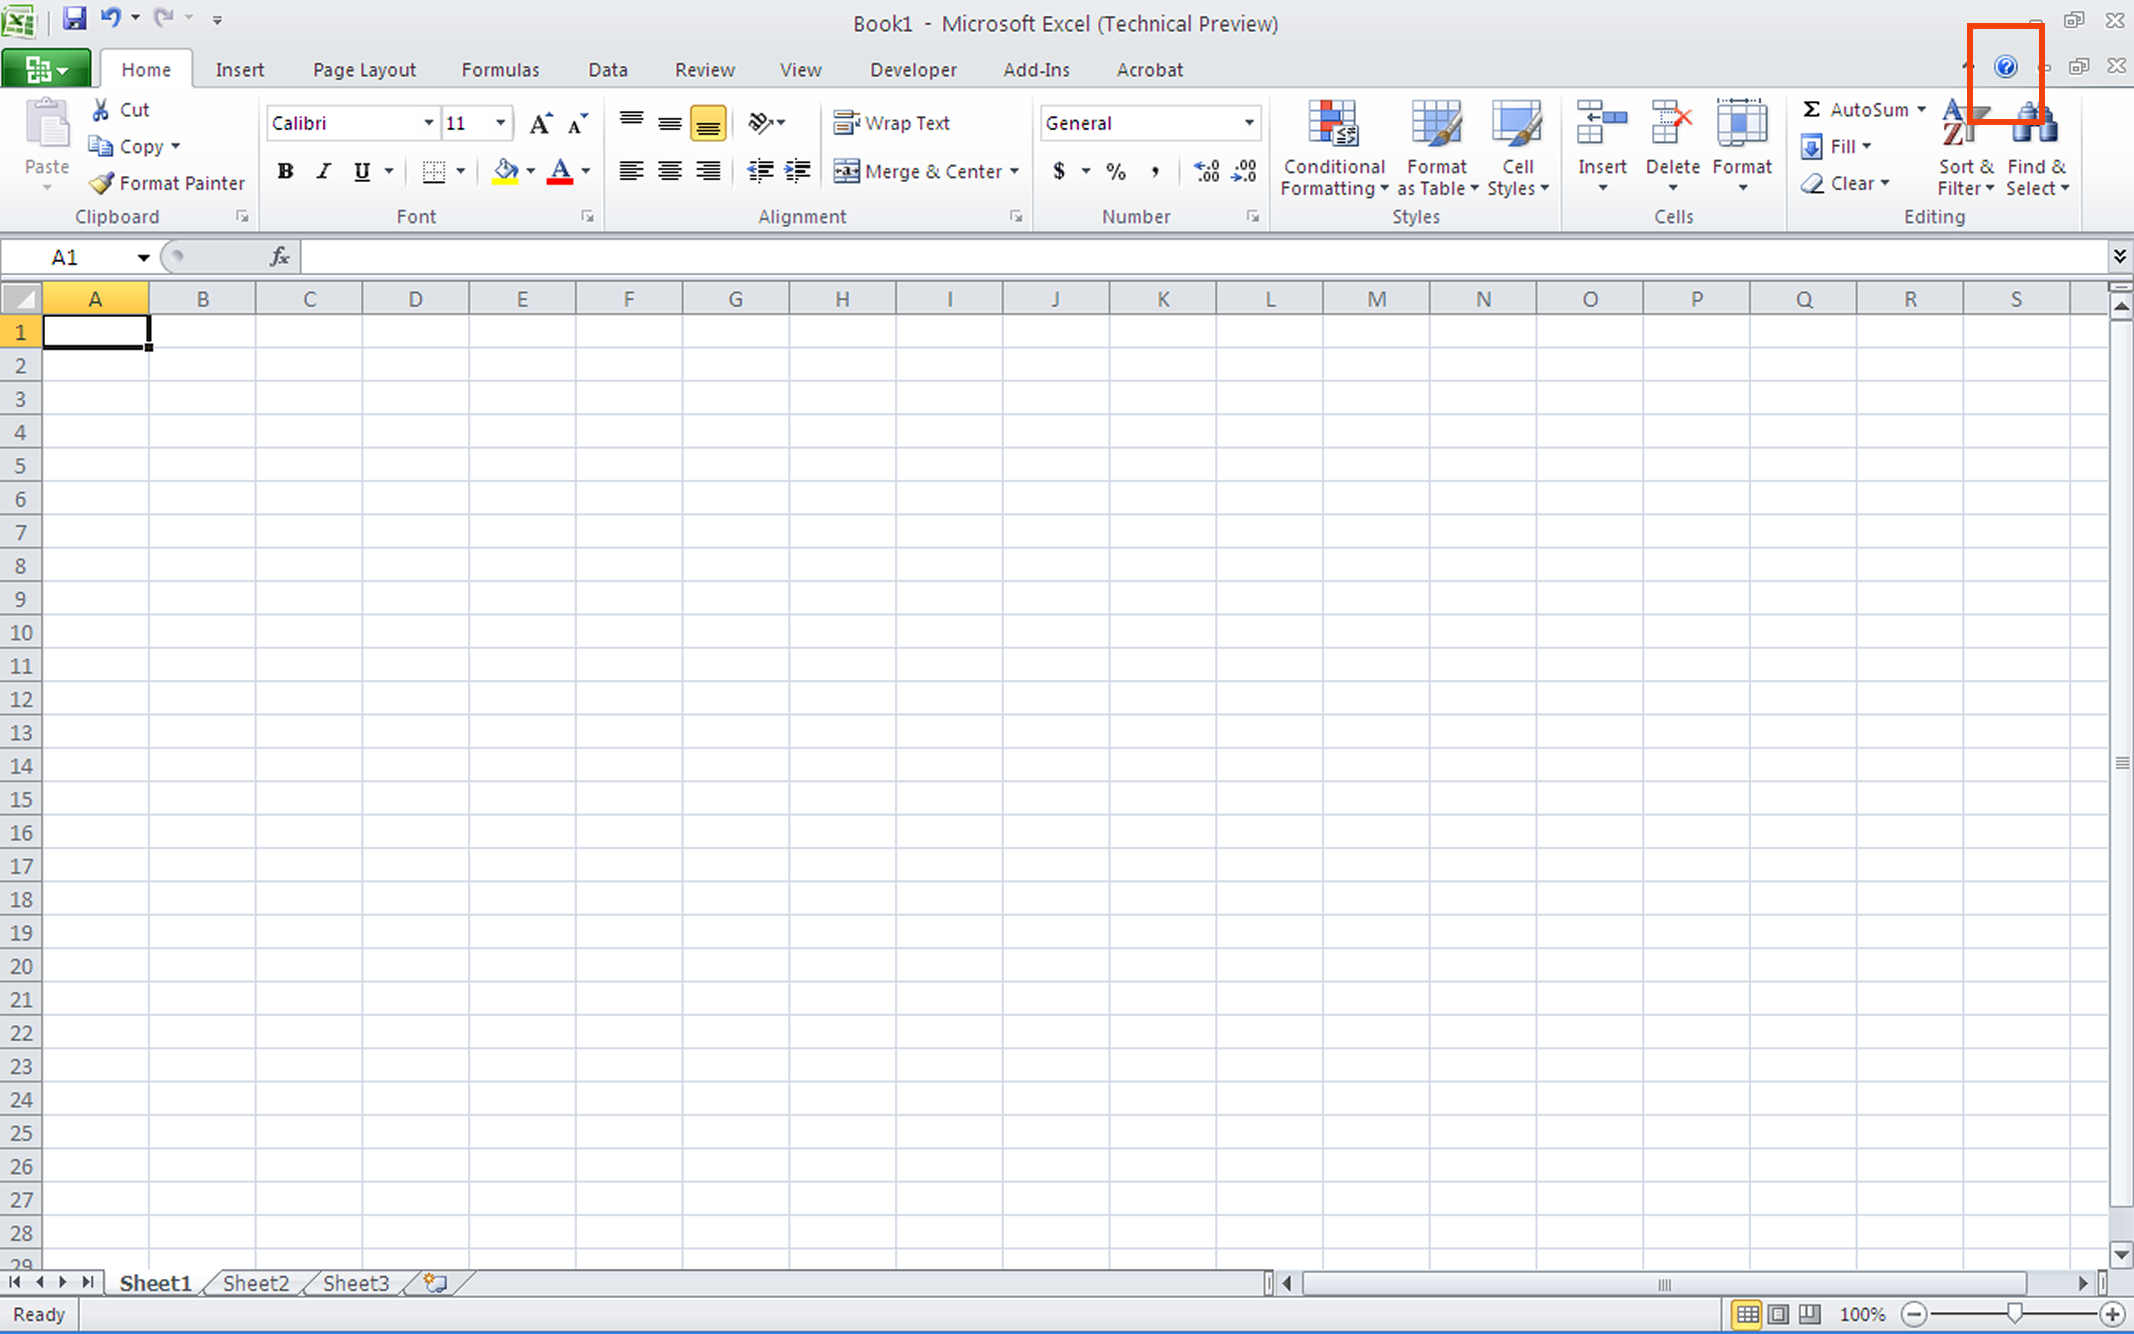 Book1 - Microsoft Excel (Technical Preview)
Home Insert Page Layout Formulas Data Review View Developer Add-Ins Acrobat
Paste
Cut
Copy
Format Painter
Clipboard
Calibri 11
B I U
Font
Wrap Text
Merge & Center
Alignment
General
$ % ,
Number
Conditional Formatting
Format as Table
Cell Styles
Styles
Insert Delete Format
Cells
Σ AutoSum
Fill
Clear
Sort & Filter
Find & Select
Editing
A1 fx
A B C D E F G H I J K L M N O P Q R S
1
2
3
4
5
6
7
8
9
10
11
12
13
14
15
16
17
18
19
20
21
22
23
24
25
26
27
28
29
Sheet1 Sheet2 Sheet3
Ready 100%